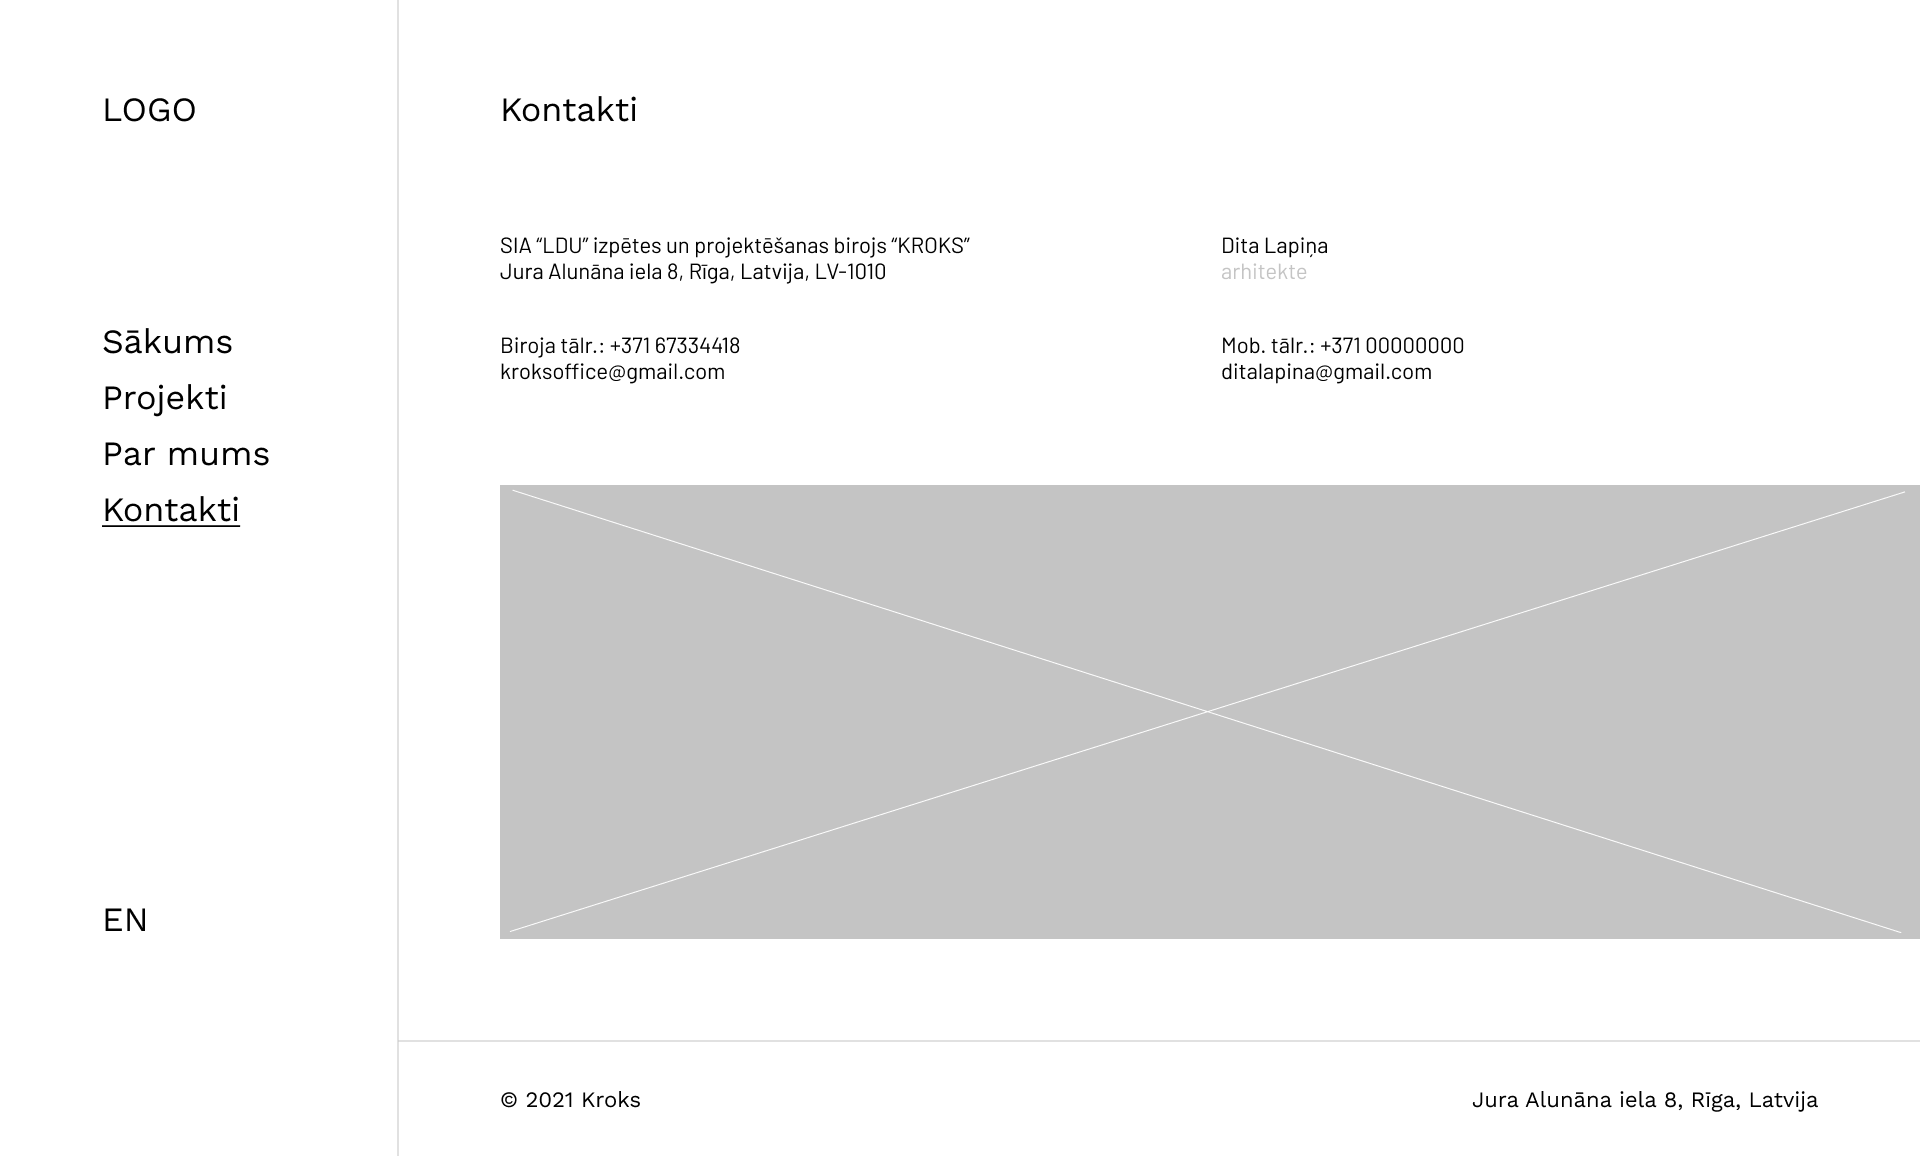 LOGO
Sākums
Projekti
Par mums
Kontakti
EN
Kontakti
SIA “LDU” izpētes un projektēšanas birojs “KROKS”
Jura Alunāna iela 8, Rīga, Latvija, LV-1010
Biroja tālr.: +371 67334418
kroksoffice@gmail.com
Dita Lapiņa
arhitekte
Mob. tālr.: +371 00000000
ditalapina@gmail.com
© 2021 Kroks
Jura Alunāna iela 8, Rīga, Latvija